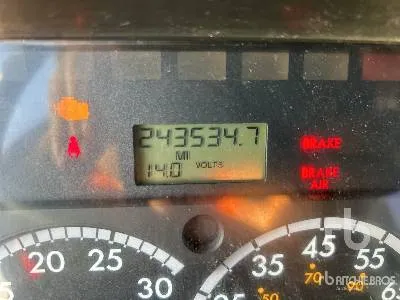 243534.7
MI
14.0 VOLTS
BRAKE
BRAKE
AIR
20 25 30
35 45 55
50 70 90
RITCHIE BROS